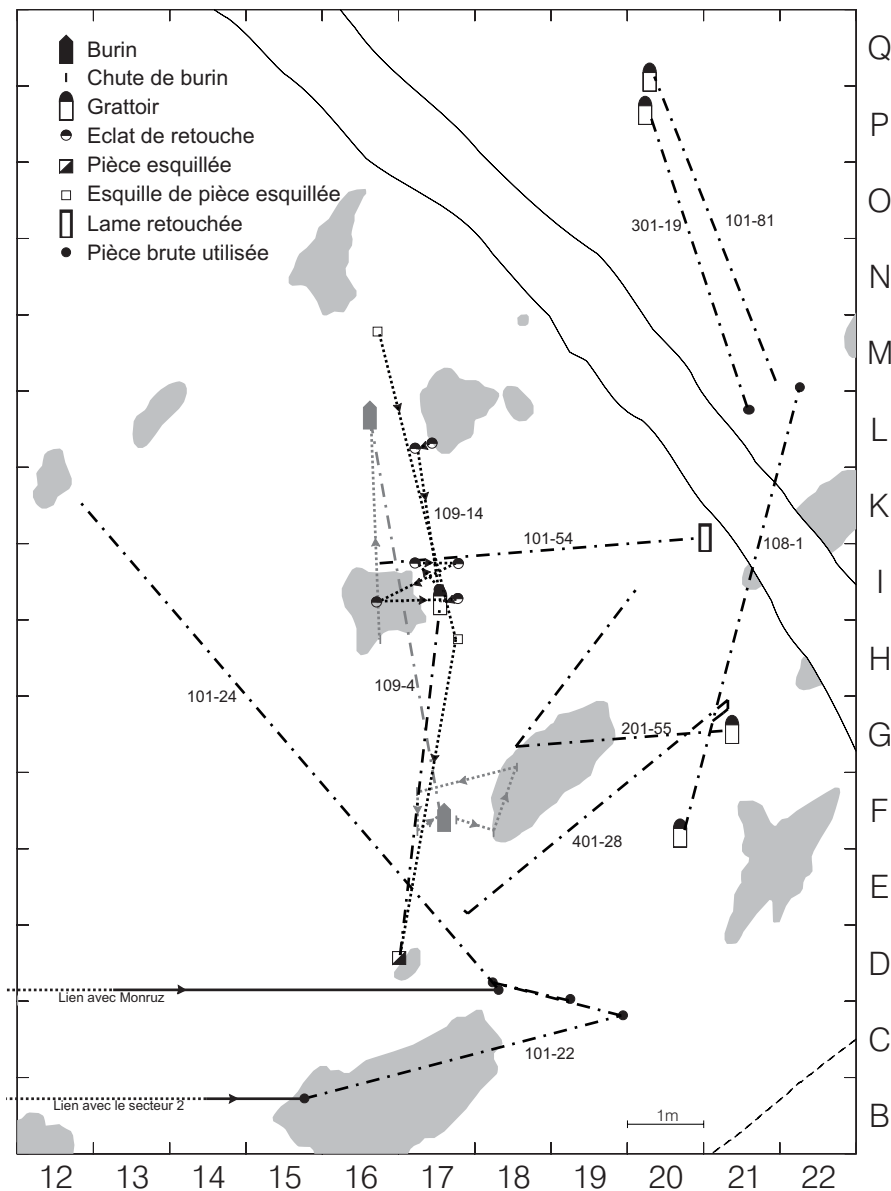 Burin
Chute de burin
Grattoir
Eclat de retouche
Pièce esquillée
Esquille de pièce esquillée
Lame retouchée
Pièce brute utilisée
Q
P
O
N
M
L
K
I
H
G
F
E
D
C
B
301-19
101-81
109-14
101-54
108-1
109-4
101-24
201-55
401-28
Lien avec Monruz
101-22
Lien avec le secteur 2
1m
12 13 14 15 16 17 18 19 20 21 22